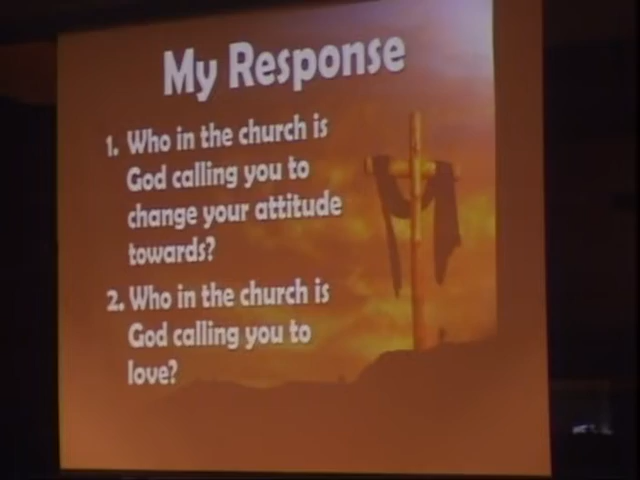 My Response
1. Who in the church is
God calling you to
change your attitude
towards?
2. Who in the church is
God calling you to
love?